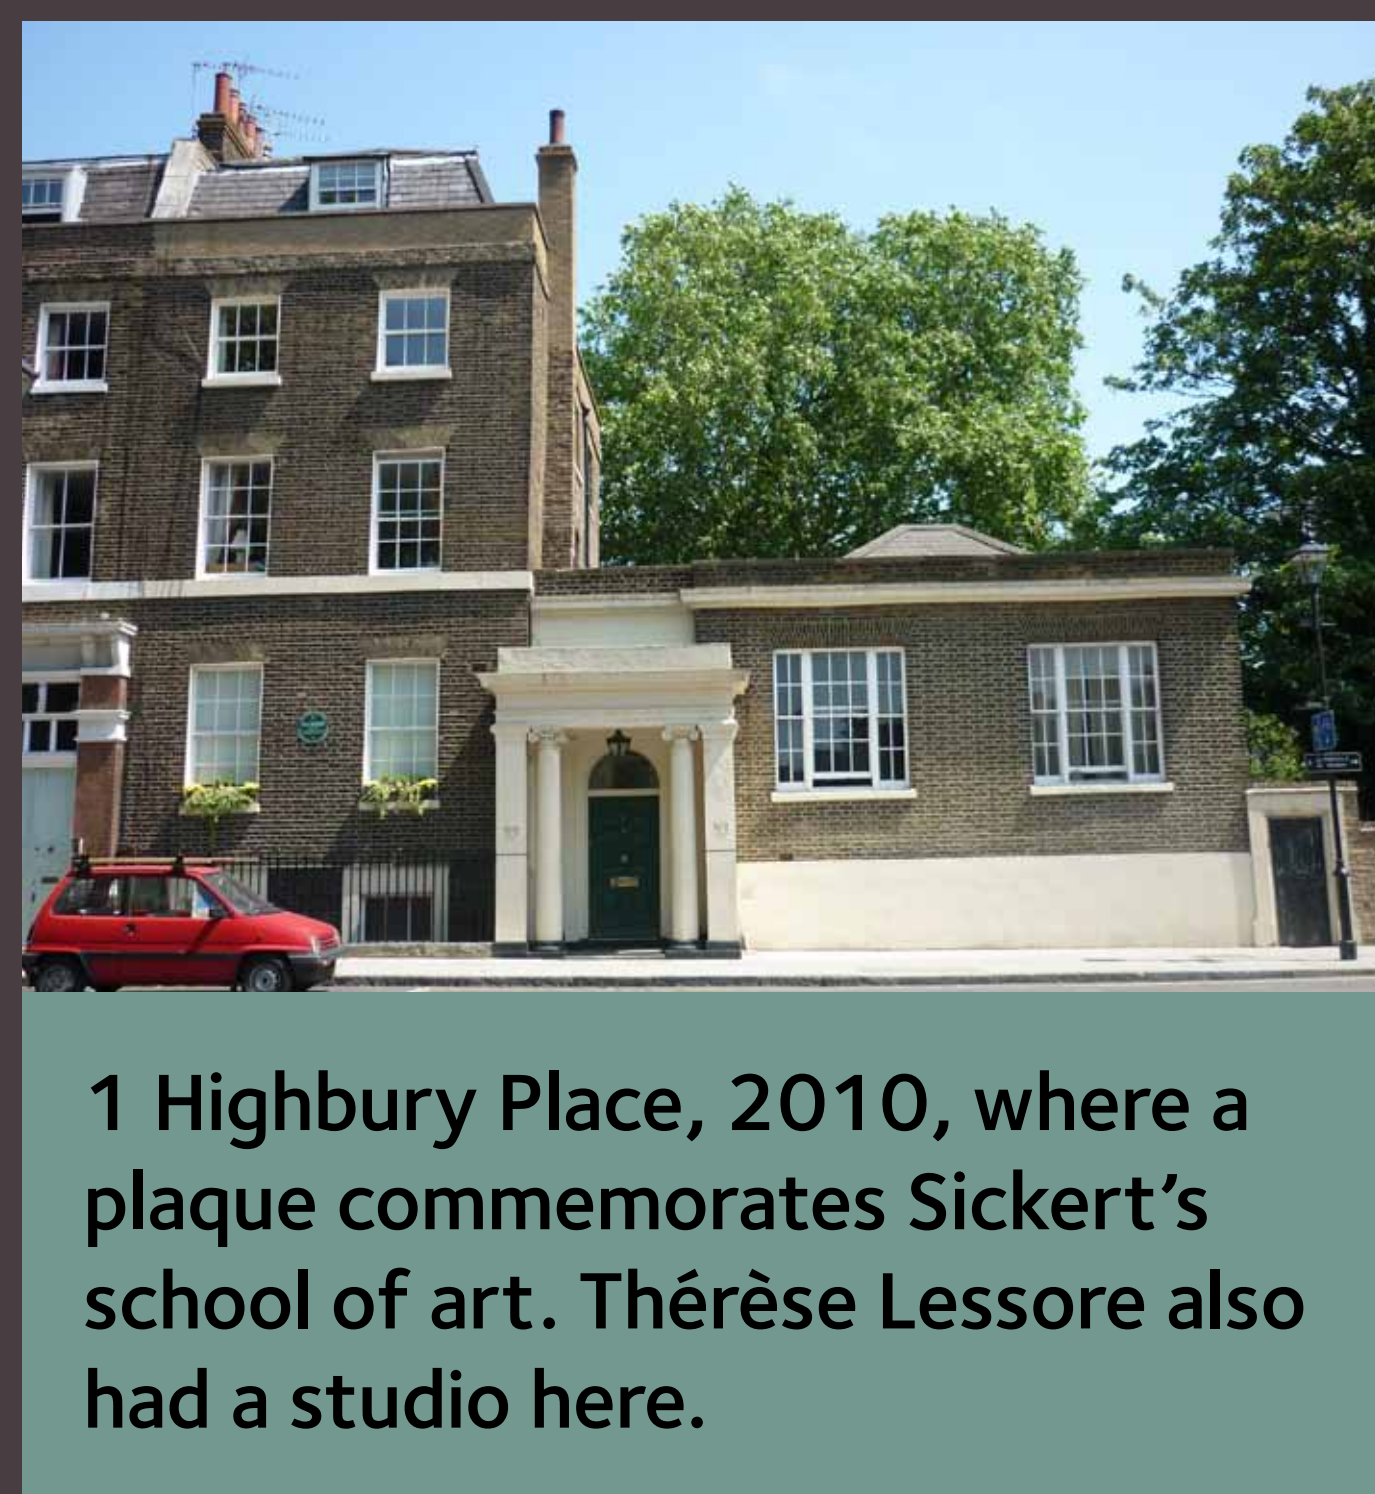 1 Highbury Place, 2010, where a
plaque commemorates Sickert’s
school of art. Thérèse Lessore also
had a studio here.